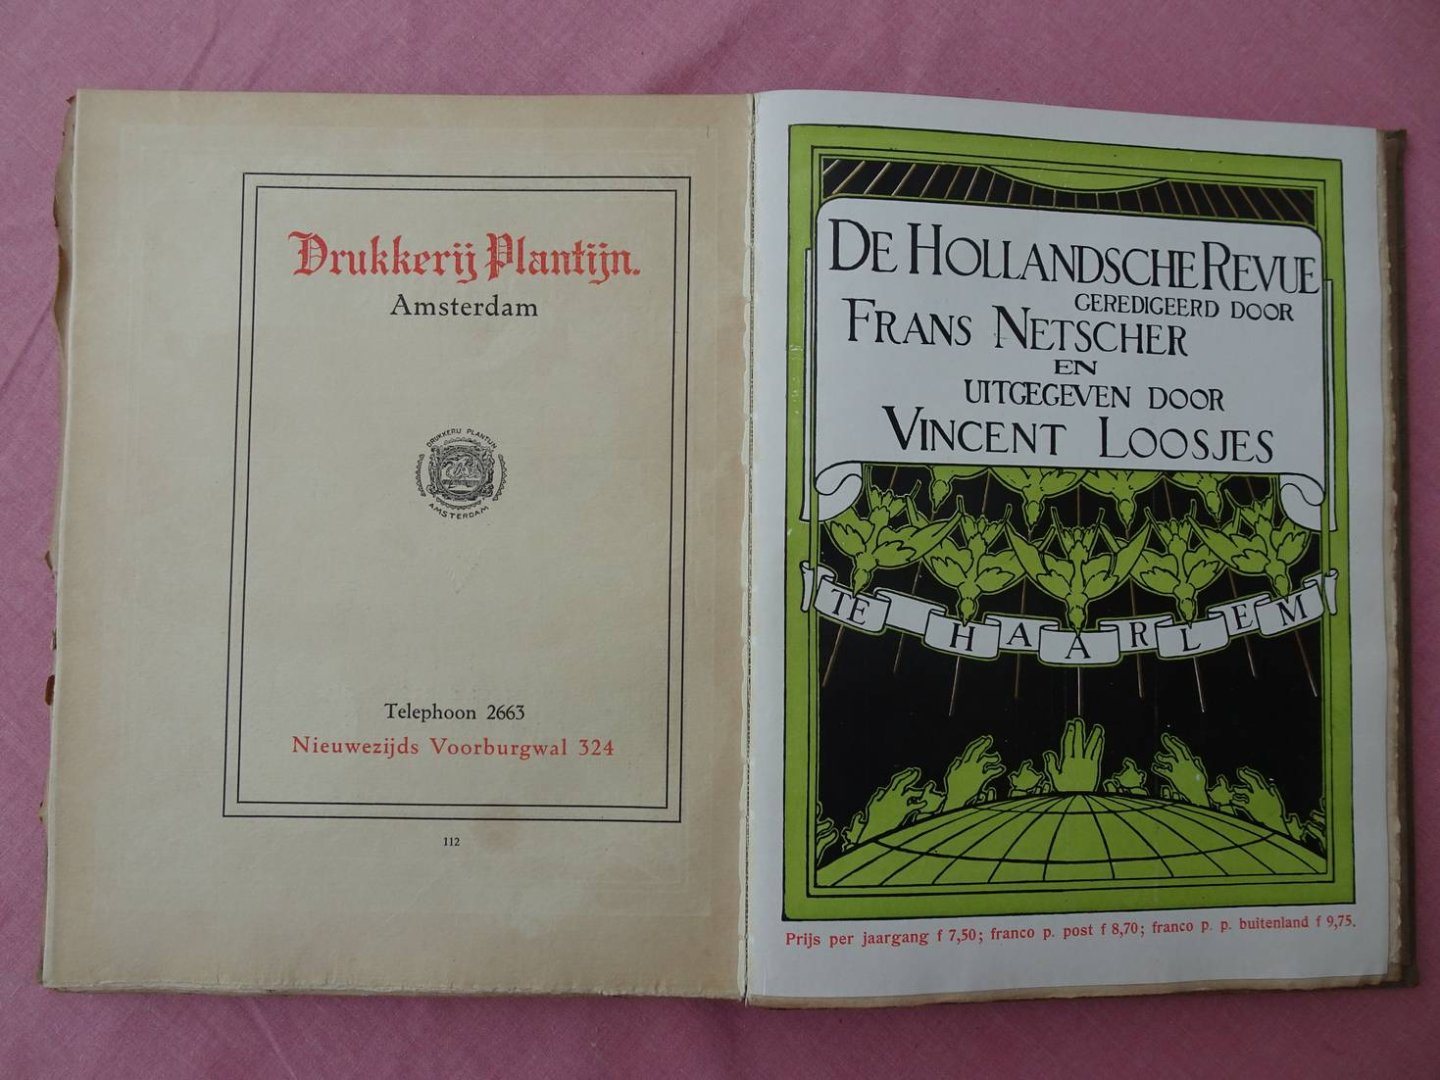 Drukkerij Plantijn.
Amsterdam
DRUKKERIJ PLANTIJN
AMSTERDAM
Telephoon 2663
Nieuwezijds Voorburgwal 324
112
DE HOLLANDSCHE REVUE
GEREDIGEERD DOOR
FRANS NETSCHER
EN
UITGEGEVEN DOOR
VINCENT LOOSJES
TE HAARLEM
Prijs per jaargang f 7,50; franco p. post f 8,70; franco p. p. buitenland f 9,75.